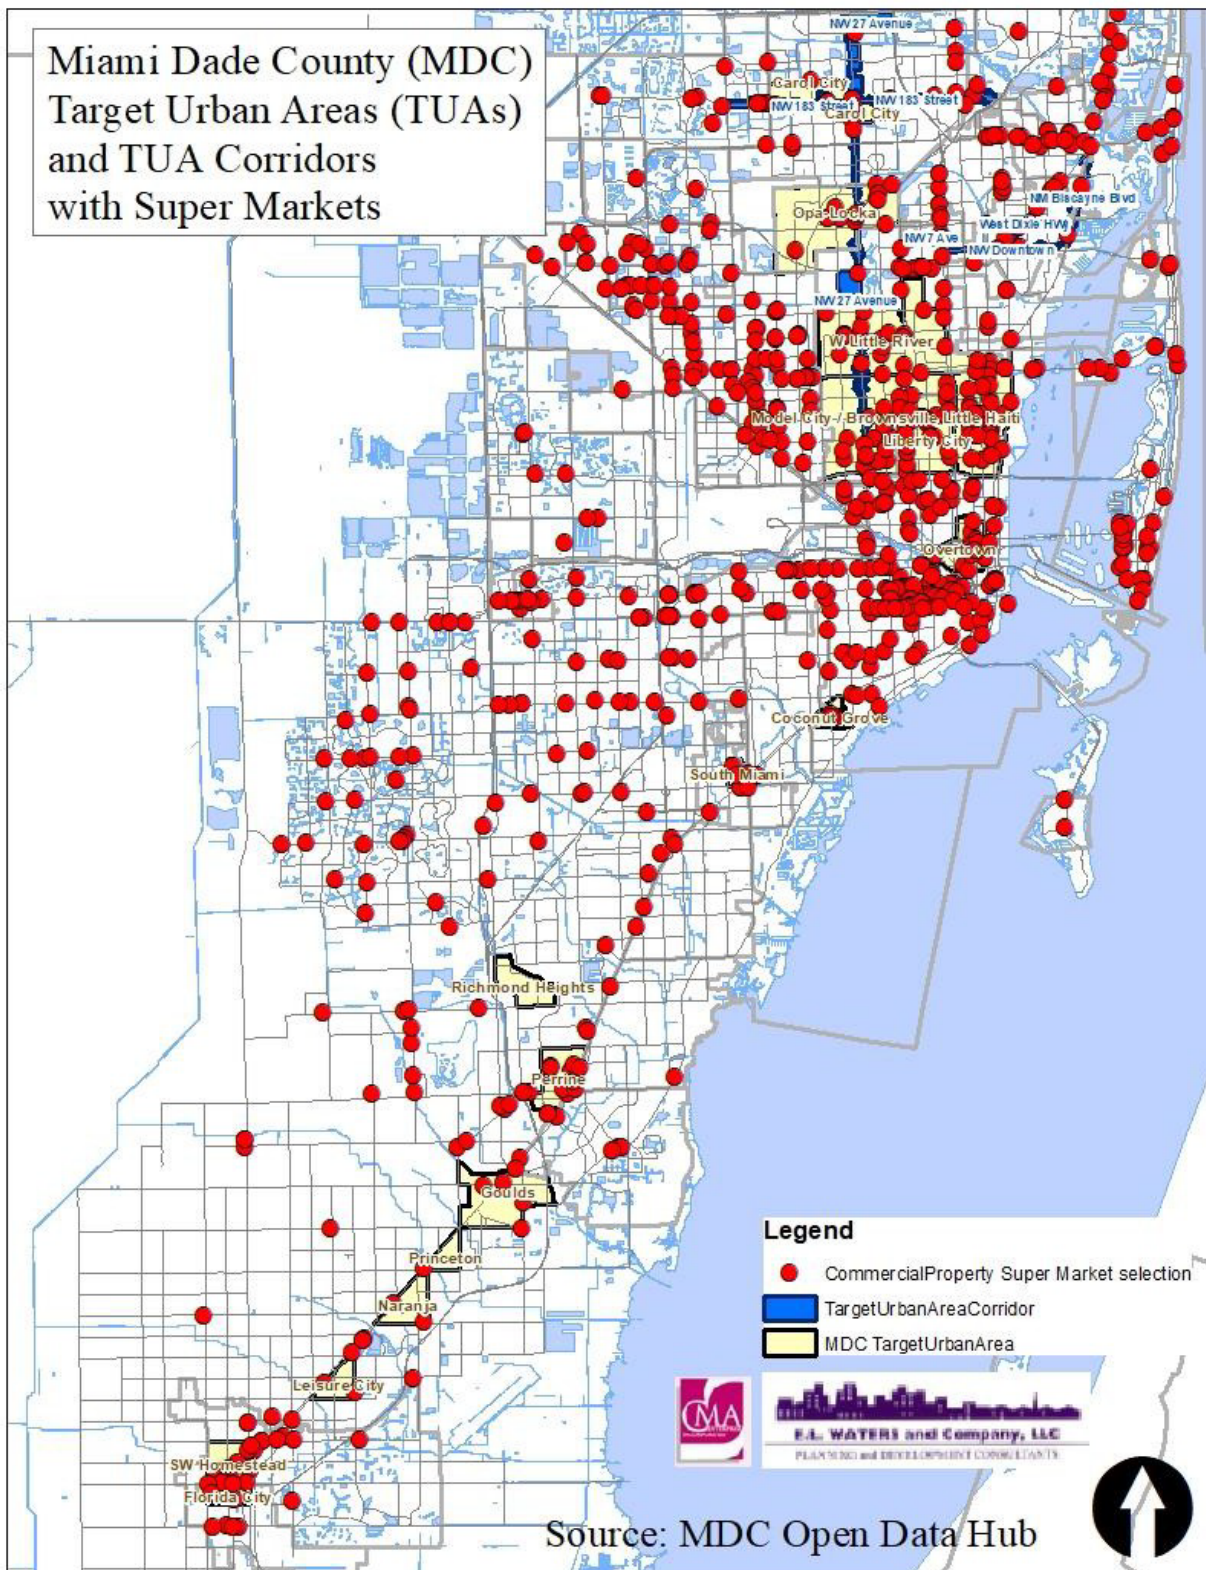 Miami Dade County (MDC)
Target Urban Areas (TUAs)
and TUA Corridors
with Super Markets
NW 27 Avenue
Carol City
NW 183 Street
NW 183 Street
Carol City
NM Biscayne Blvd
Opa-Locka
West Dixie HWy
NW 7 Ave
NW Downtown
NW 27 Avenue
W Little River
Model City / Brownsville Little Haiti
Liberty City
Overtown
Coconut Grove
South Miami
Richmond Heights
Perrine
Goulds
Princeton
Naranja
Leisure City
SW Homestead
Florida City
Legend
CommercialProperty Super Market selection
TargetUrbanAreaCorridor
MDC TargetUrbanArea
CMA
E.L. WATERS and Company, LLC
PLANNING and DEVELOPMENT CONSULTANTS
Source: MDC Open Data Hub